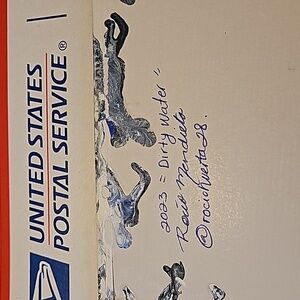 UNITED STATES
POSTAL SERVICE ®
2023 = Dirty Water"
Rocio Mendieta
@rociohuerta28.